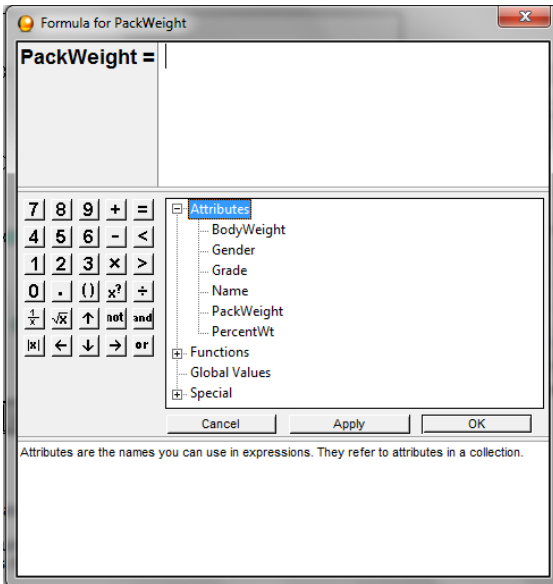 Formula for PackWeight
PackWeight =
7 8 9 + =
4 5 6 - <
1 2 3 × >
0 . () x? ÷
1/x √x ↑ not and
|x| ← ↓ → or
Attributes
BodyWeight
Gender
Grade
Name
PackWeight
PercentWt
Functions
Global Values
Special
Cancel Apply OK
Attributes are the names you can use in expressions. They refer to attributes in a collection.